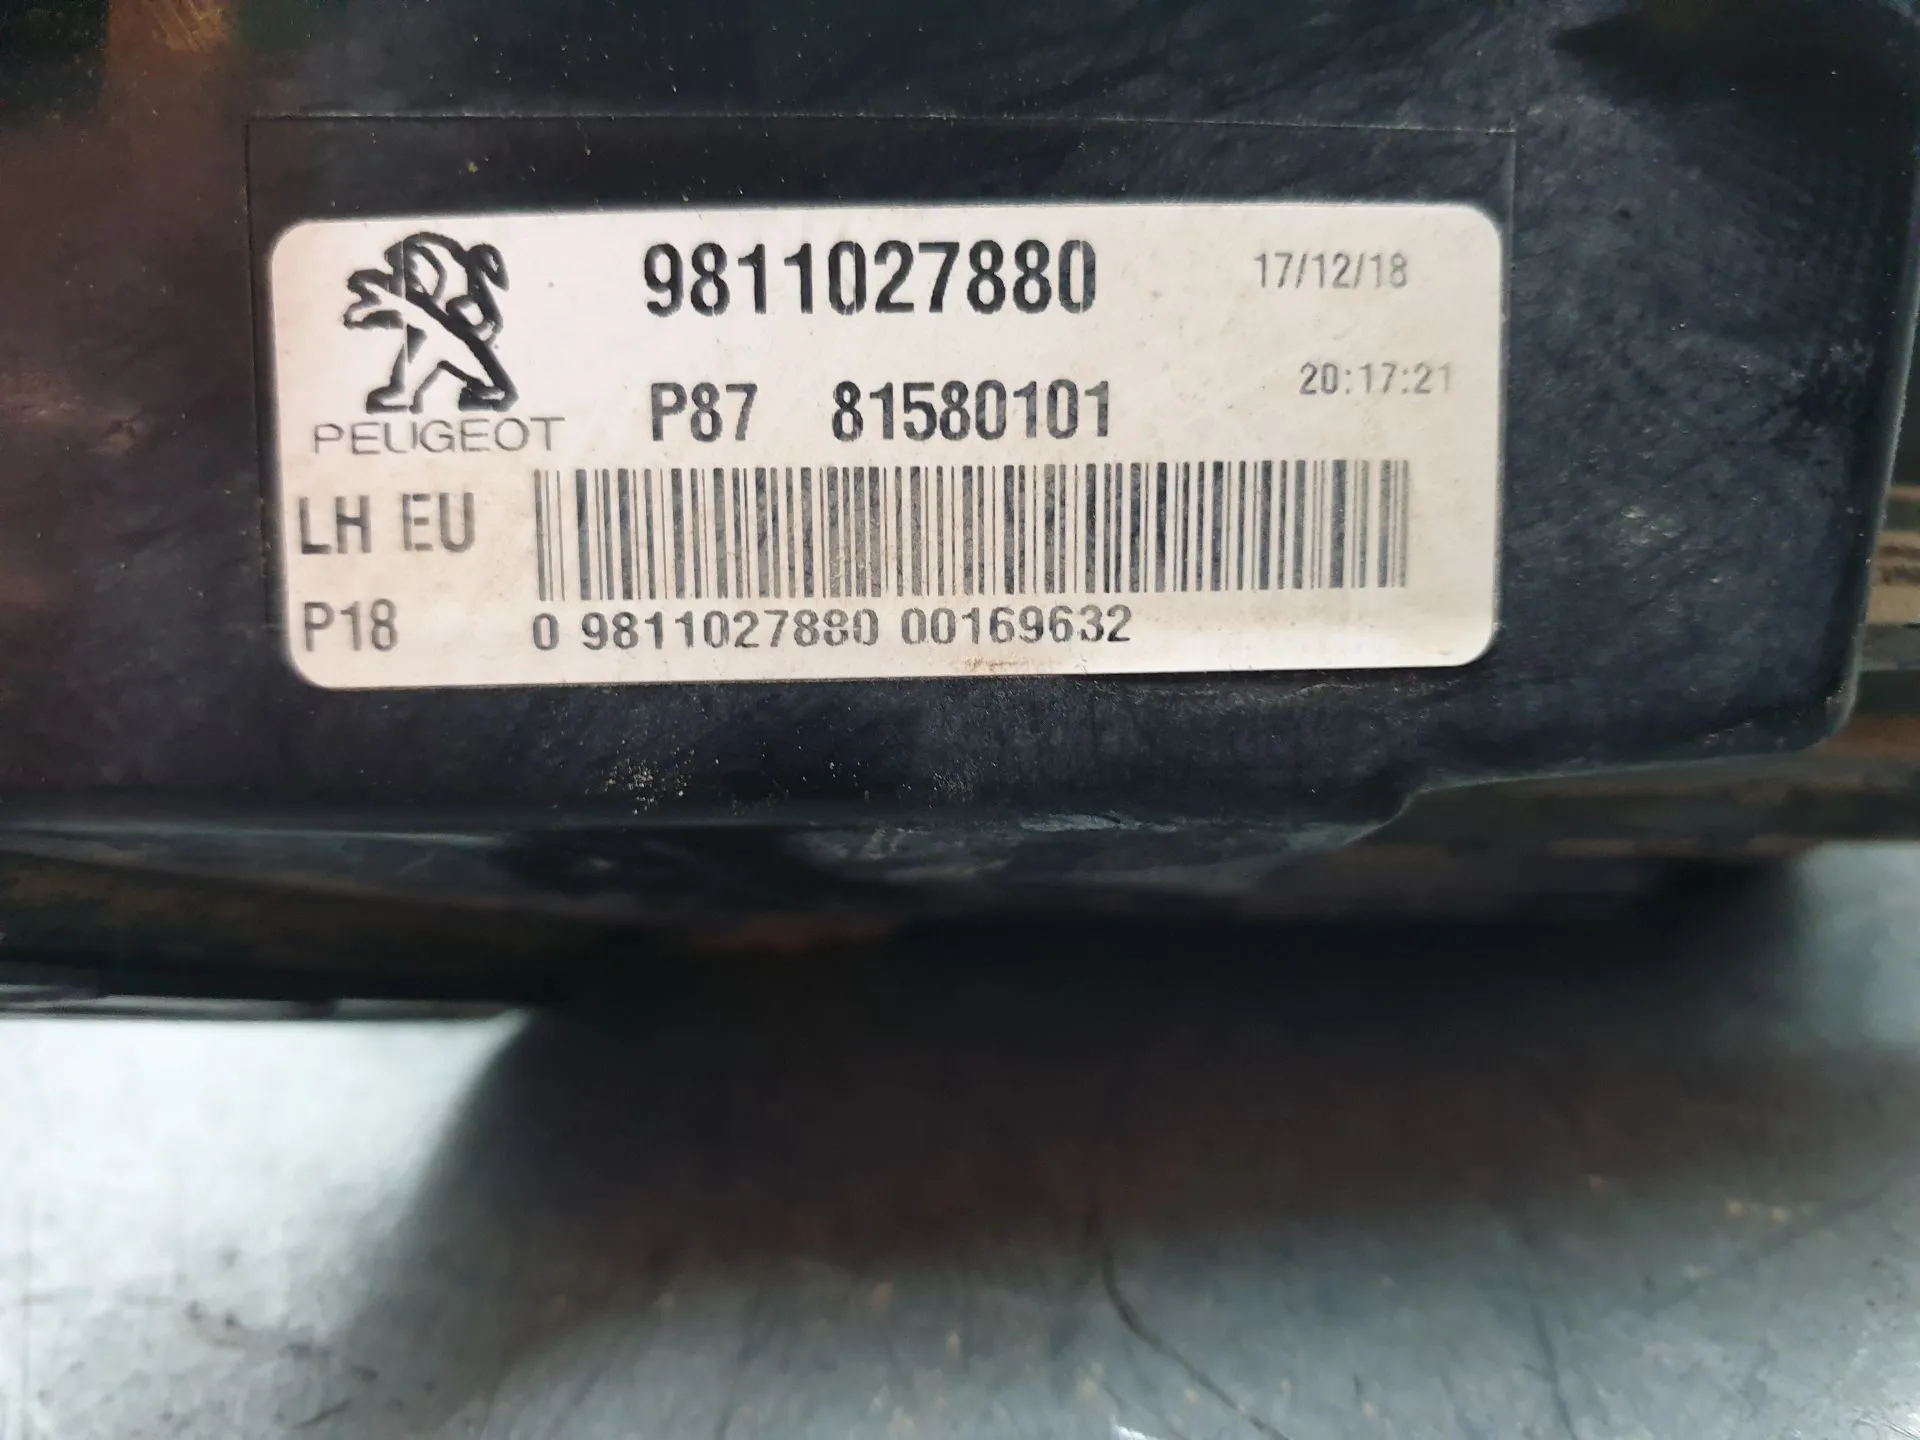 9811027880 17/12/18
P87 81580101 20:17:21
PEUGEOT
LH EU
P18 0 9811027880 00169632